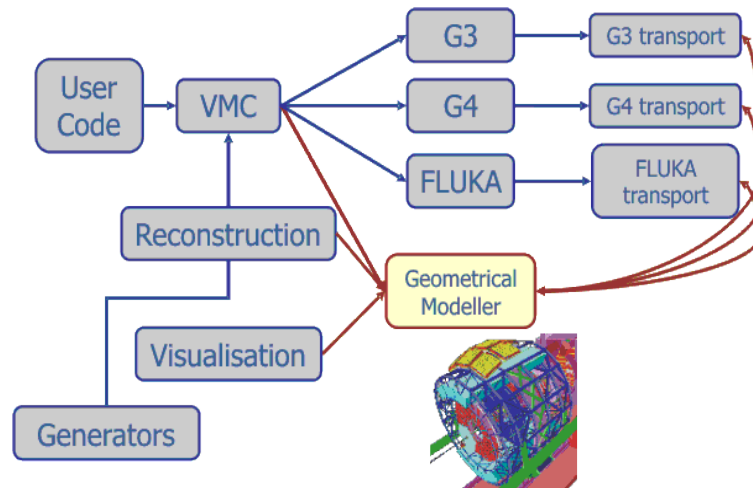 G3
G3 transport
User
Code
VMC
G4
G4 transport
FLUKA
FLUKA
transport
Reconstruction
Geometrical
Modeller
Visualisation
Generators